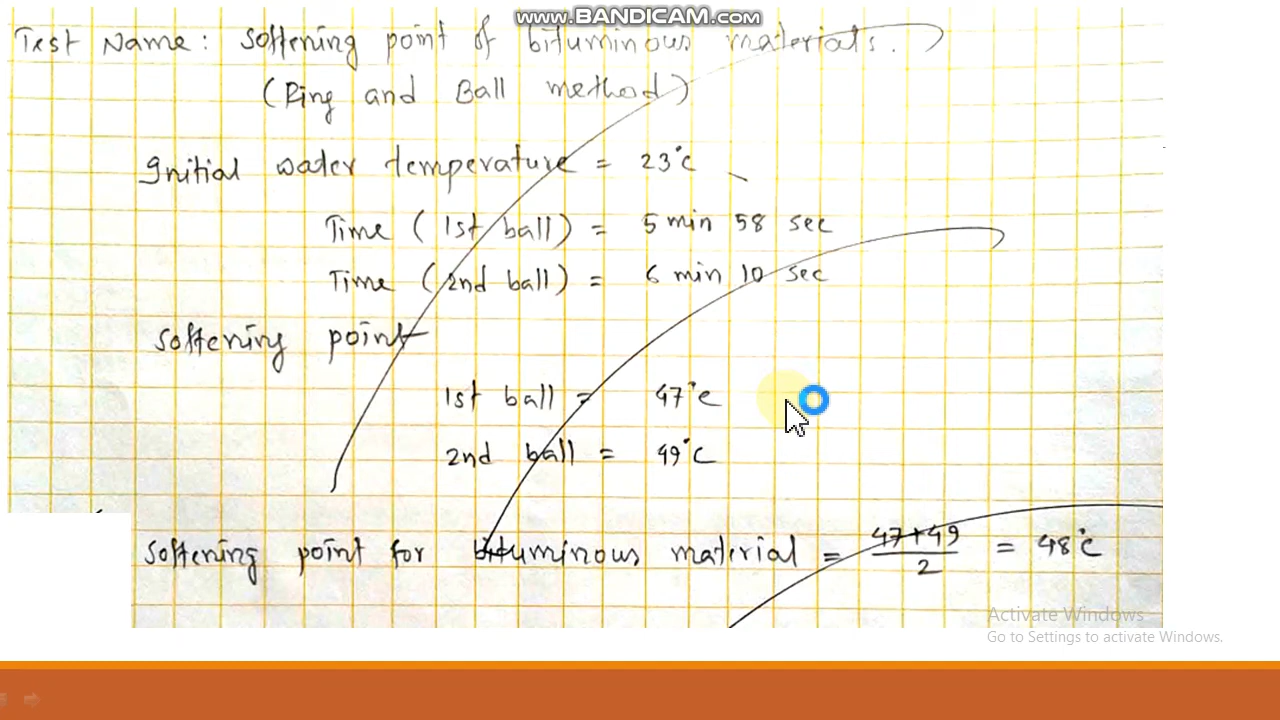 www.BANDICAM.com
Test Name: Softening point of bituminous materials.
(Ring and Ball method)
Initial water temperature = 23°C
Time (1st ball) = 5 min 58 sec
Time (2nd ball) = 6 min 10 sec
Softening point
1st ball = 47°C
2nd ball = 49°C
Softening point for bituminous material = 47+49/2 = 48°C
Activate Windows
Go to Settings to activate Windows.